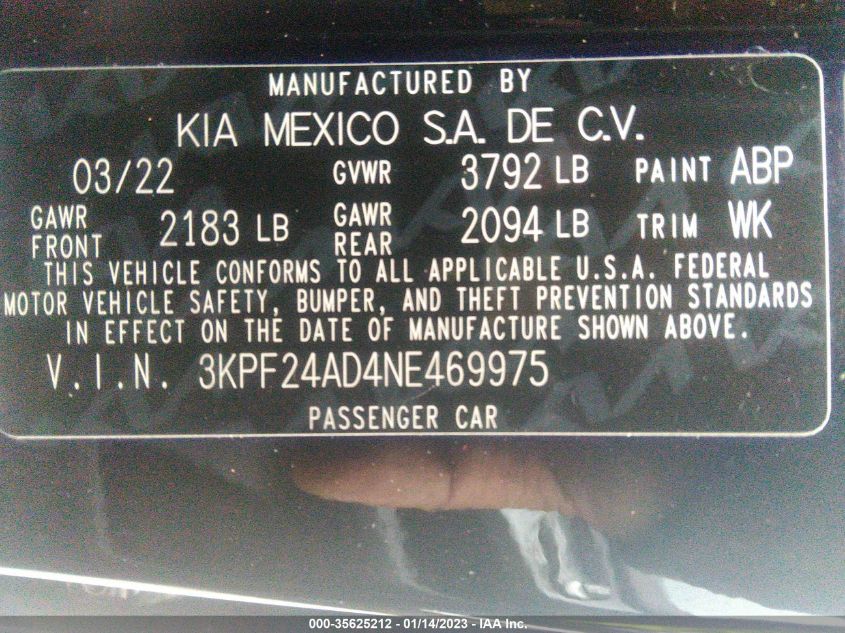 MANUFACTURED BY
KIA MEXICO S.A. DE C.V.
03/22 GVWR 3792 LB PAINT ABP
GAWR FRONT 2183 LB GAWR REAR 2094 LB TRIM WK
THIS VEHICLE CONFORMS TO ALL APPLICABLE U.S.A. FEDERAL
MOTOR VEHICLE SAFETY, BUMPER, AND THEFT PREVENTION STANDARDS
IN EFFECT ON THE DATE OF MANUFACTURE SHOWN ABOVE.
V.I.N. 3KPF24AD4NE469975
PASSENGER CAR
000-35625212 - 01/14/2023 - IAA Inc.